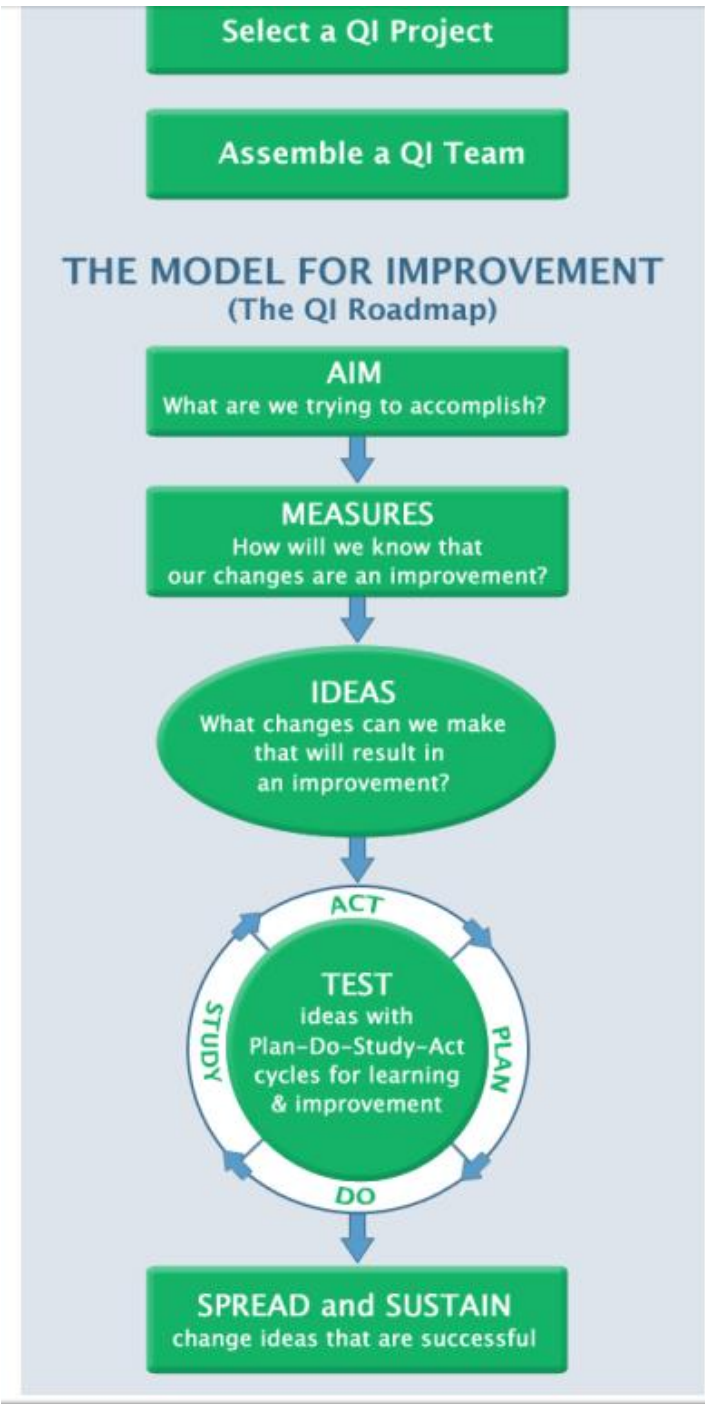 Select a QI Project
Assemble a QI Team
THE MODEL FOR IMPROVEMENT
(The QI Roadmap)
AIM
What are we trying to accomplish?
MEASURES
How will we know that
our changes are an improvement?
IDEAS
What changes can we make
that will result in
an improvement?
ACT
TEST
ideas with
Plan-Do-Study-Act
cycles for learning
& improvement
STUDY
PLAN
DO
SPREAD and SUSTAIN
change ideas that are successful